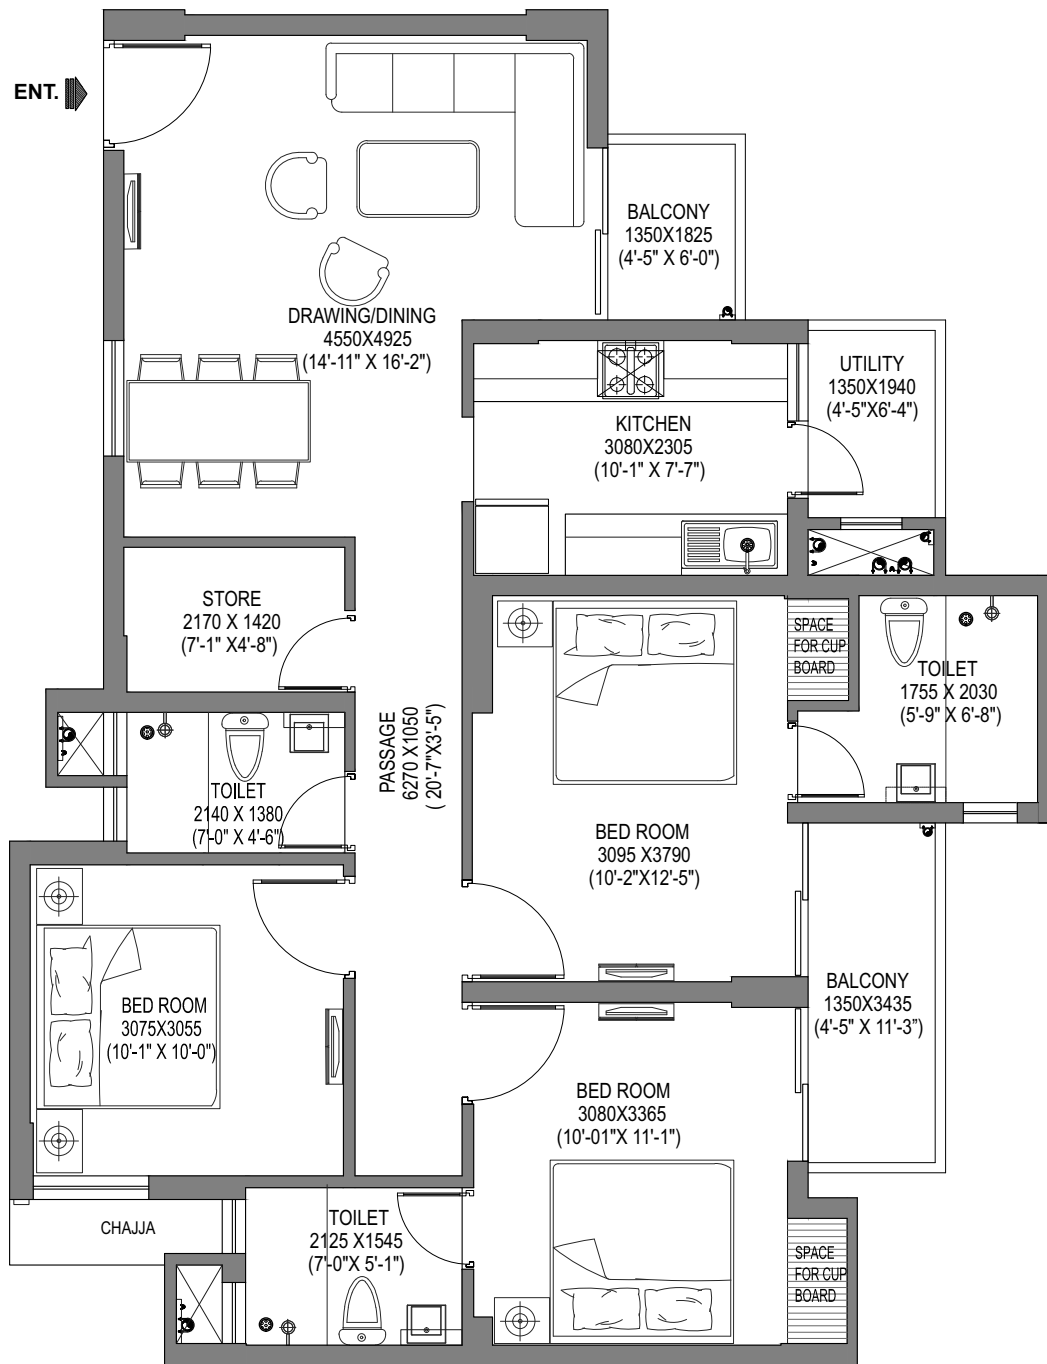 ENT.
BALCONY
1350X1825
(4'-5" X 6'-0")
DRAWING/DINING
4550X4925
(14'-11" X 16'-2")
UTILITY
1350X1940
(4'-5"X6'-4")
KITCHEN
3080X2305
(10'-1" X 7'-7")
STORE
2170 X 1420
(7'-1" X4'-8")
SPACE
FOR CUP
BOARD
TOILET
1755 X 2030
(5'-9" X 6'-8")
PASSAGE
6270 X1050
( 20'-7"X3'-5")
TOILET
2140 X 1380
(7'-0" X 4'-6")
BED ROOM
3095 X3790
(10'-2"X12'-5")
BED ROOM
3075X3055
(10'-1" X 10'-0")
BALCONY
1350X3435
(4'-5" X 11'-3”)
BED ROOM
3080X3365
(10'-01"X 11'-1")
CHAJJA
TOILET
2125 X1545
(7'-0"X 5'-1")
SPACE
FOR CUP
BOARD